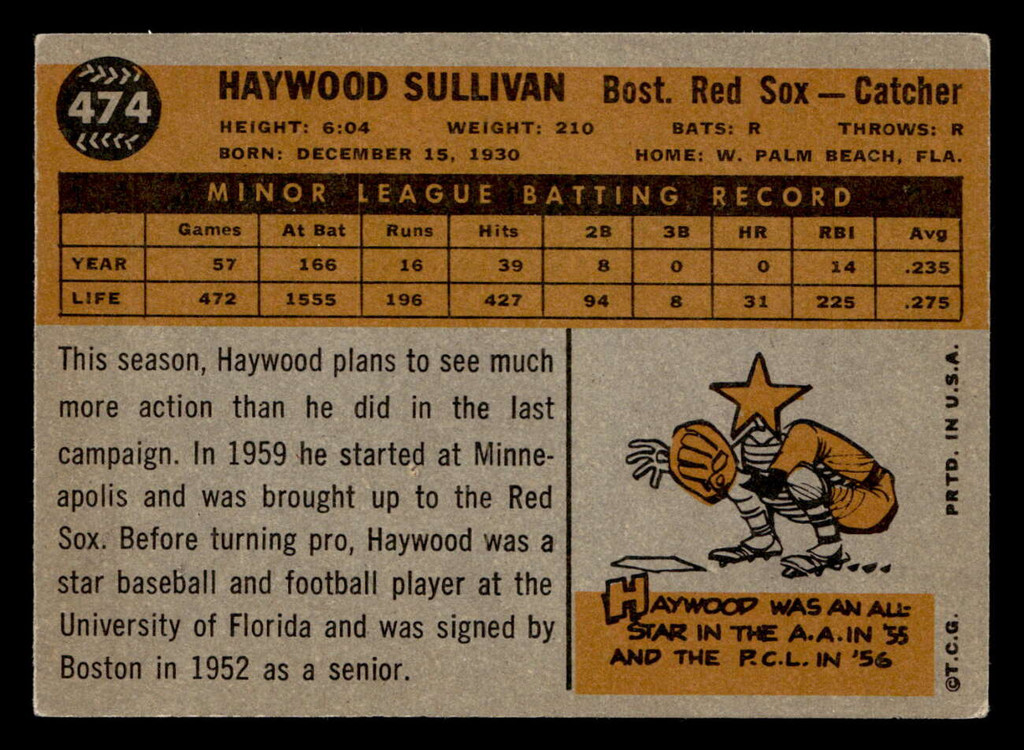 474
HAYWOOD SULLIVAN Bost. Red Sox — Catcher
HEIGHT: 6:04 WEIGHT: 210 BATS: R THROWS: R
BORN: DECEMBER 15, 1930 HOME: W. PALM BEACH, FLA.
MINOR LEAGUE BATTING RECORD
Games At Bat Runs Hits 2B 3B HR RBI Avg
YEAR 57 166 16 39 8 0 0 14 .235
LIFE 472 1555 196 427 94 8 31 225 .275
This season, Haywood plans to see much
more action than he did in the last
campaign. In 1959 he started at Minne-
apolis and was brought up to the Red
Sox. Before turning pro, Haywood was a
star baseball and football player at the
University of Florida and was signed by
Boston in 1952 as a senior.
HAYWOOD WAS AN ALL-
STAR IN THE A.A. IN '55
AND THE P.C.L. IN '56
©T.C.G. PRTD. IN U.S.A.